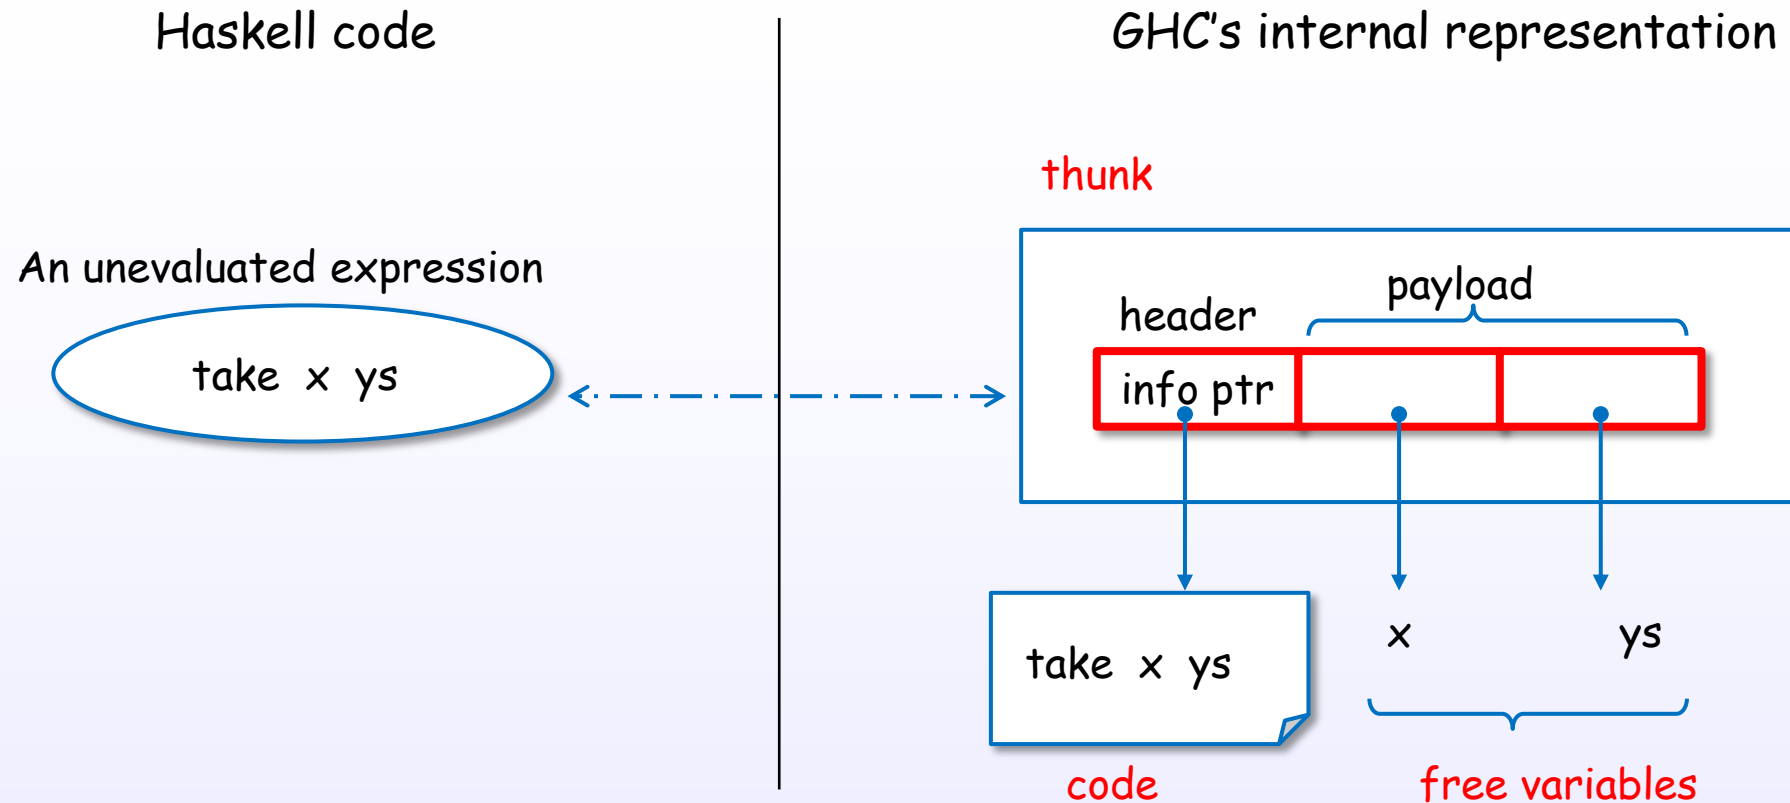 Haskell code
GHC's internal representation
thunk
An unevaluated expression
take x ys
payload
header
info ptr
take x ys
x
ys
code
free variables